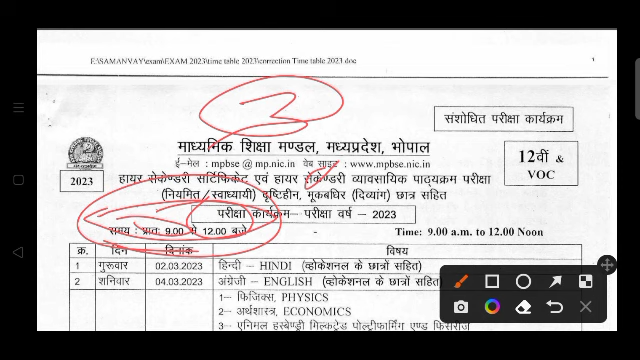 E:\SAMANVAY\exam\EXAM 2023\time table 2023\correction Time table 2023 doc
१
3
संशोधित परीक्षा कार्यक्रम
माध्यमिक शिक्षा मण्डल, मध्यप्रदेश, भोपाल
ई-मेल : mpbse @ mp.nic.in वेब साइट : www.mpbse.nic.in
12वीं &
VOC
2023
हायर सेकेण्डरी सर्टिफिकेट एवं हायर सेकेण्डरी व्यावसायिक पाठ्यक्रम परीक्षा
(नियमित/स्वाध्यायी) दृष्टिहीन, मूकबधिर (दिव्यांग) छात्र सहित
परीक्षा कार्यक्रम– परीक्षा वर्ष – 2023
समय : प्रातः 9.00 से 12.00 बजे - Time: 9.00 a.m. to 12.00 Noon
क्र. दिन दिनांक विषय
1 गुरूवार 02.03.2023 हिन्दी – HINDI (व्होकेशनल के छात्रों सहित)
2 शनिवार 04.03.2023 अंग्रेजी – ENGLISH (व्होकेशनल के छात्रों सहित)
1– फिजिक्स, PHYSICS
2 – अर्थशास्त्र, ECONOMICS
3 – एनिमल हस्बेण्ड्री मिल्कट्रेड पोल्ट्रीफार्मिंग एण्ड फिसरीज